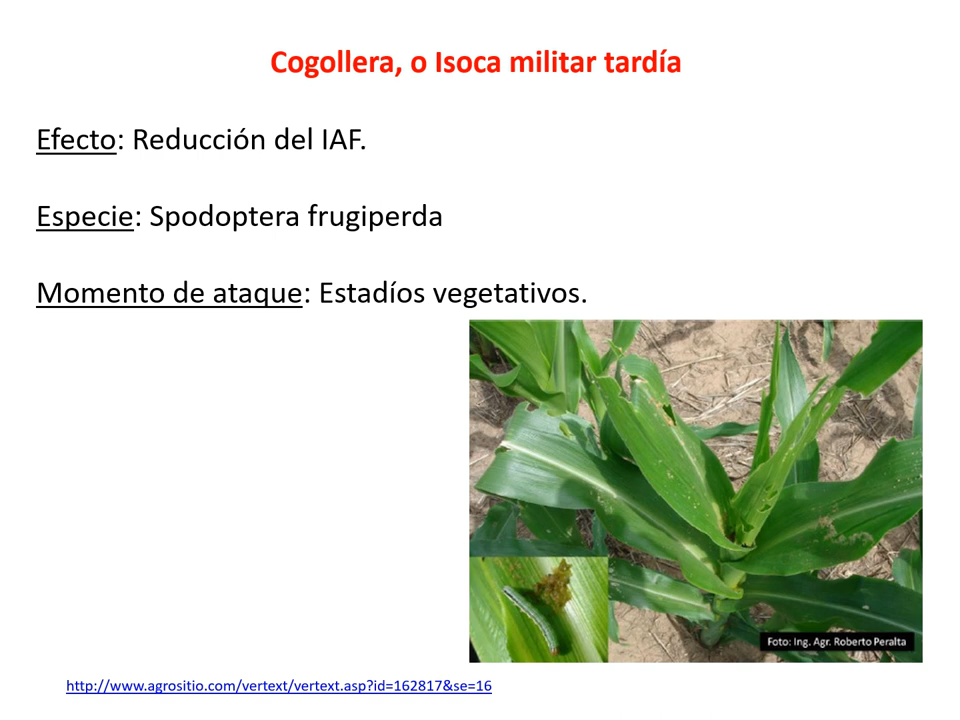 Cogollera, o Isoca militar tardía
Efecto: Reducción del IAF.
Especie: Spodoptera frugiperda
Momento de ataque: Estadíos vegetativos.
Foto: Ing. Agr. Roberto Peralta
http://www.agrositio.com/vertext/vertext.asp?id=162817&se=16